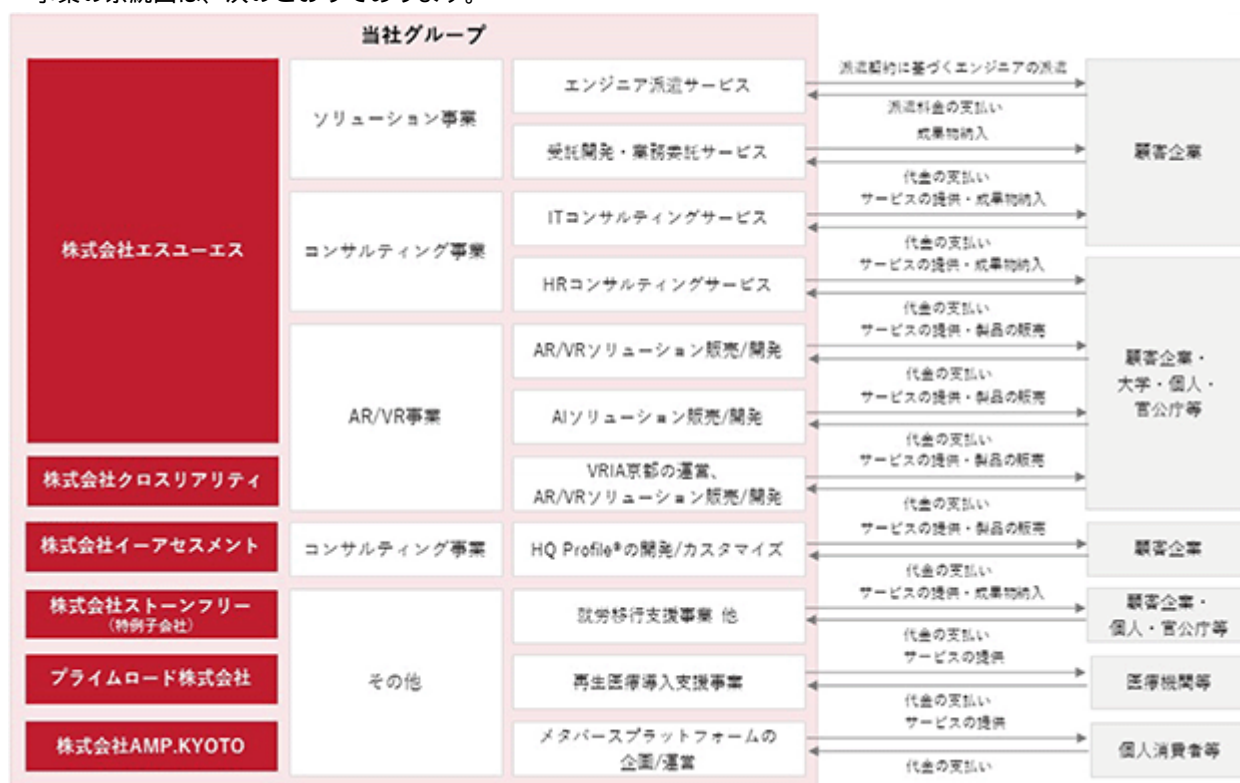 事業の系統図は、次のとおりであります。
当社グループ
株式会社エスユーエス
ソリューション事業
エンジニア派遣サービス
派遣契約に基づくエンジニアの派遣
派遣料金の支払い
受託開発・業務委託サービス
成果物納入
代金の支払い
顧客企業
コンサルティング事業
ITコンサルティングサービス
サービスの提供・成果物納入
代金の支払い
HRコンサルティングサービス
サービスの提供・成果物納入
代金の支払い
AR/VR事業
AR/VRソリューション販売/開発
サービスの提供・製品の販売
代金の支払い
顧客企業・
大学・個人・
官公庁等
AIソリューション販売/開発
サービスの提供・製品の販売
代金の支払い
株式会社クロスリアリティ
VRIA京都の運営、
AR/VRソリューション販売/開発
サービスの提供・製品の販売
代金の支払い
株式会社イーアセスメント
コンサルティング事業
HQ Profile®の開発/カスタマイズ
サービスの提供・製品の販売
代金の支払い
顧客企業
株式会社ストーンフリー
(特例子会社)
その他
就労移行支援事業 他
サービスの提供・成果物納入
代金の支払い
顧客企業・
個人・官公庁等
プライムロード株式会社
再生医療導入支援事業
サービスの提供
代金の支払い
医療機関等
株式会社AMP.KYOTO
メタバースプラットフォームの
企画/運営
サービスの提供
代金の支払い
個人消費者等